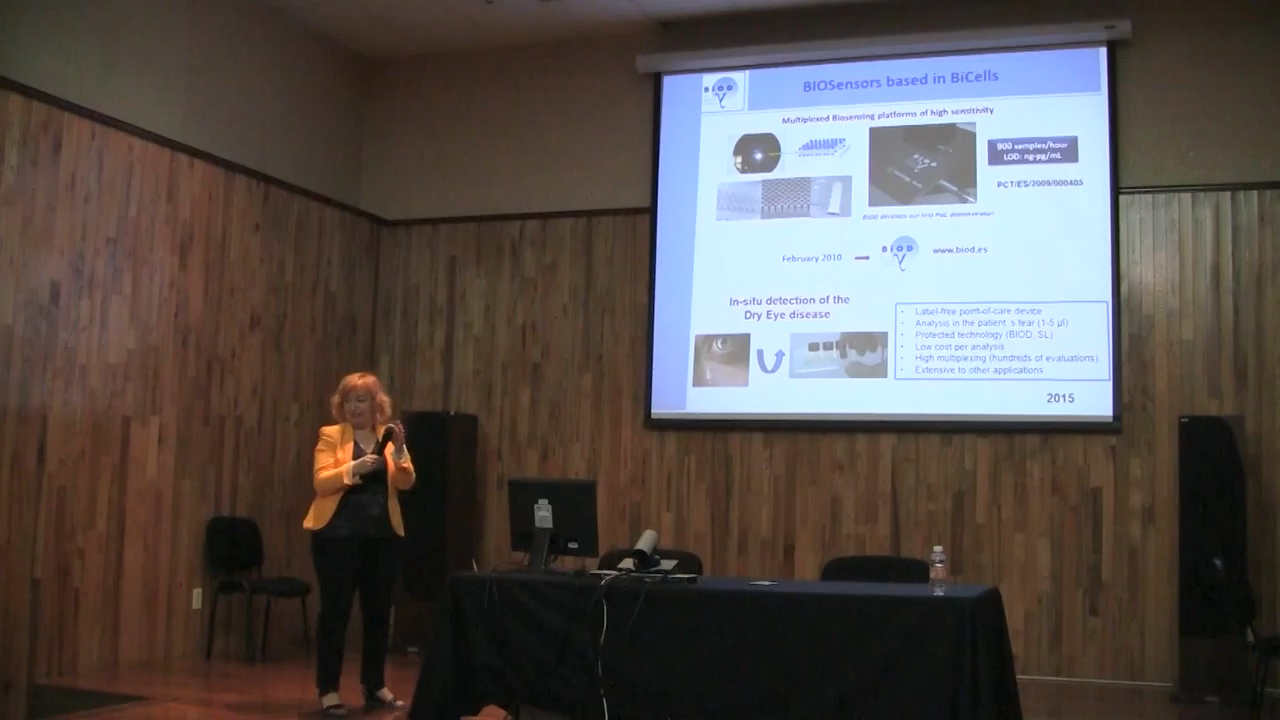 BIOD
BIOSensors based in BiCells
Multiplexed Biosensing platforms of high sensitivity
900 samples/hour
LOD: ng-pg/mL
PCT/ES/2009/000485
BIOD develops our first PoC demonstrator
February 2010
BIOD
www.biod.es
In-situ detection of the
Dry Eye disease
· Label-free point-of-care device
· Analysis in the patient´s tear (1-5 µl)
· Protected technology (BIOD, SL)
· Low cost per analysis
· High multiplexing (hundreds of evaluations)
· Extensive to other applications
2015